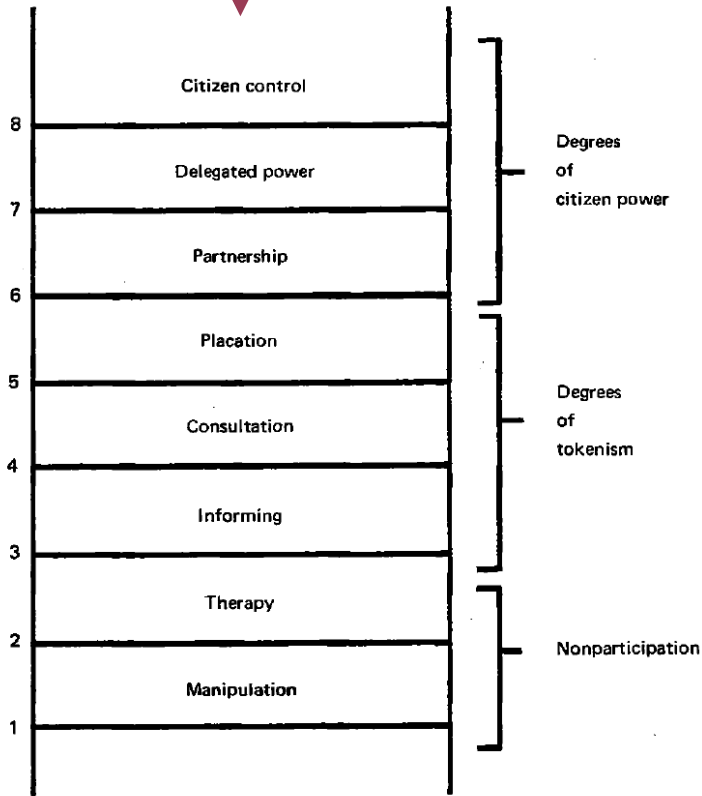 Citizen control
8
Delegated power
7
Partnership
6
Placation
5
Consultation
4
Informing
3
Therapy
2
Manipulation
1
Degrees
of
citizen power
Degrees
of
tokenism
Nonparticipation